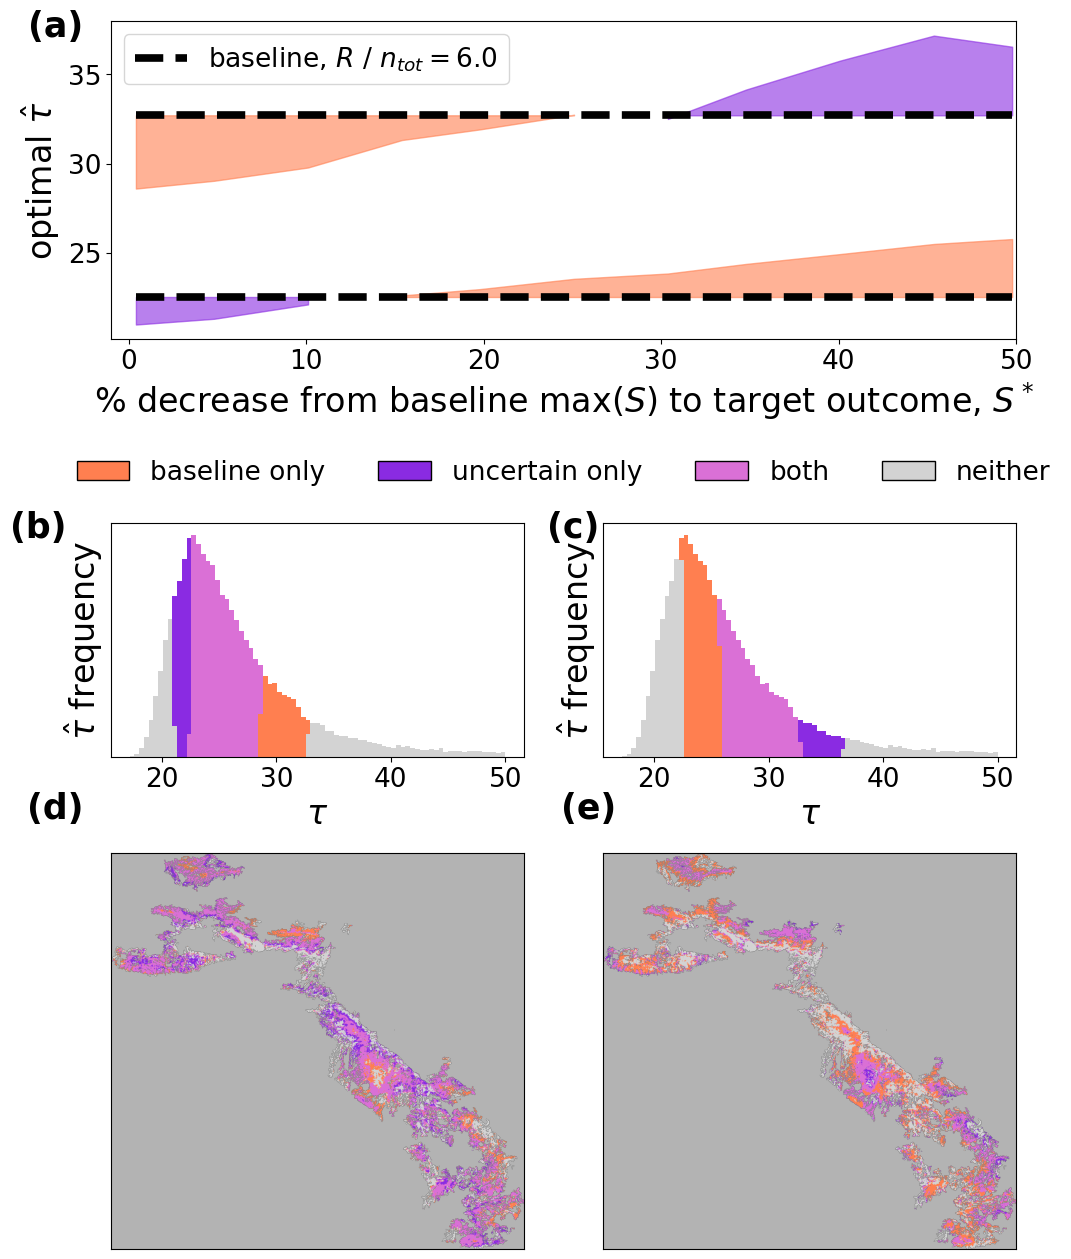 (a)
baseline, R / n_tot = 6.0
optimal τ̂
35
30
25
0 10 20 30 40 50
% decrease from baseline max(S) to target outcome, S*
baseline only uncertain only both neither
(b)
τ̂ frequency
20 30 40 50
τ
(c)
τ̂ frequency
20 30 40 50
τ
(d)
(e)